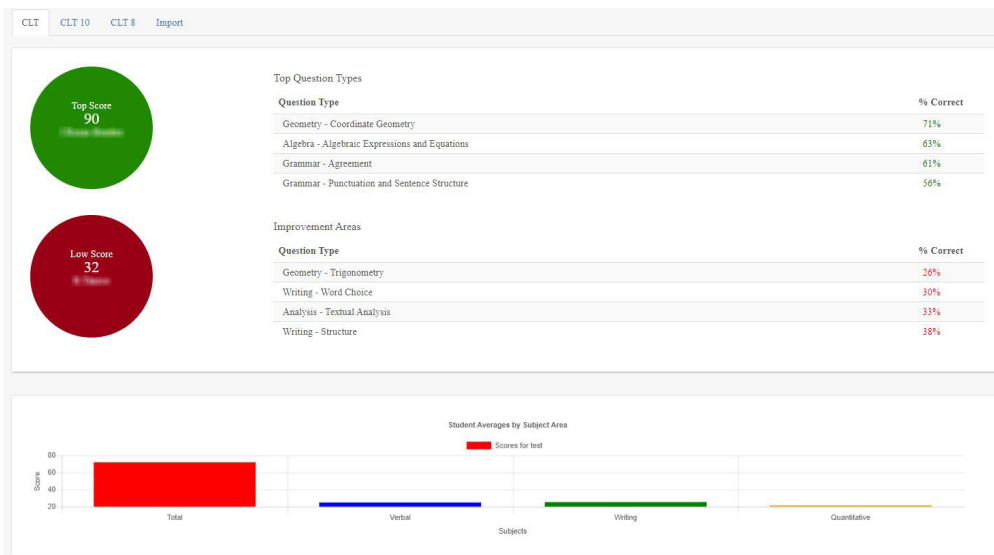 CLT CLT 10 CLT 8 Import
Top Score
90
Top Question Types
Question Type % Correct
Geometry - Coordinate Geometry 71%
Algebra - Algebraic Expressions and Equations 63%
Grammar - Agreement 61%
Grammar - Punctuation and Sentence Structure 56%
Low Score
32
Improvement Areas
Question Type % Correct
Geometry - Trigonometry 26%
Writing - Word Choice 30%
Analysis - Textual Analysis 33%
Writing - Structure 38%
Student Averages by Subject Area
Scores for test
Score
80
60
40
20
Total Verbal Writing Quantitative
Subjects